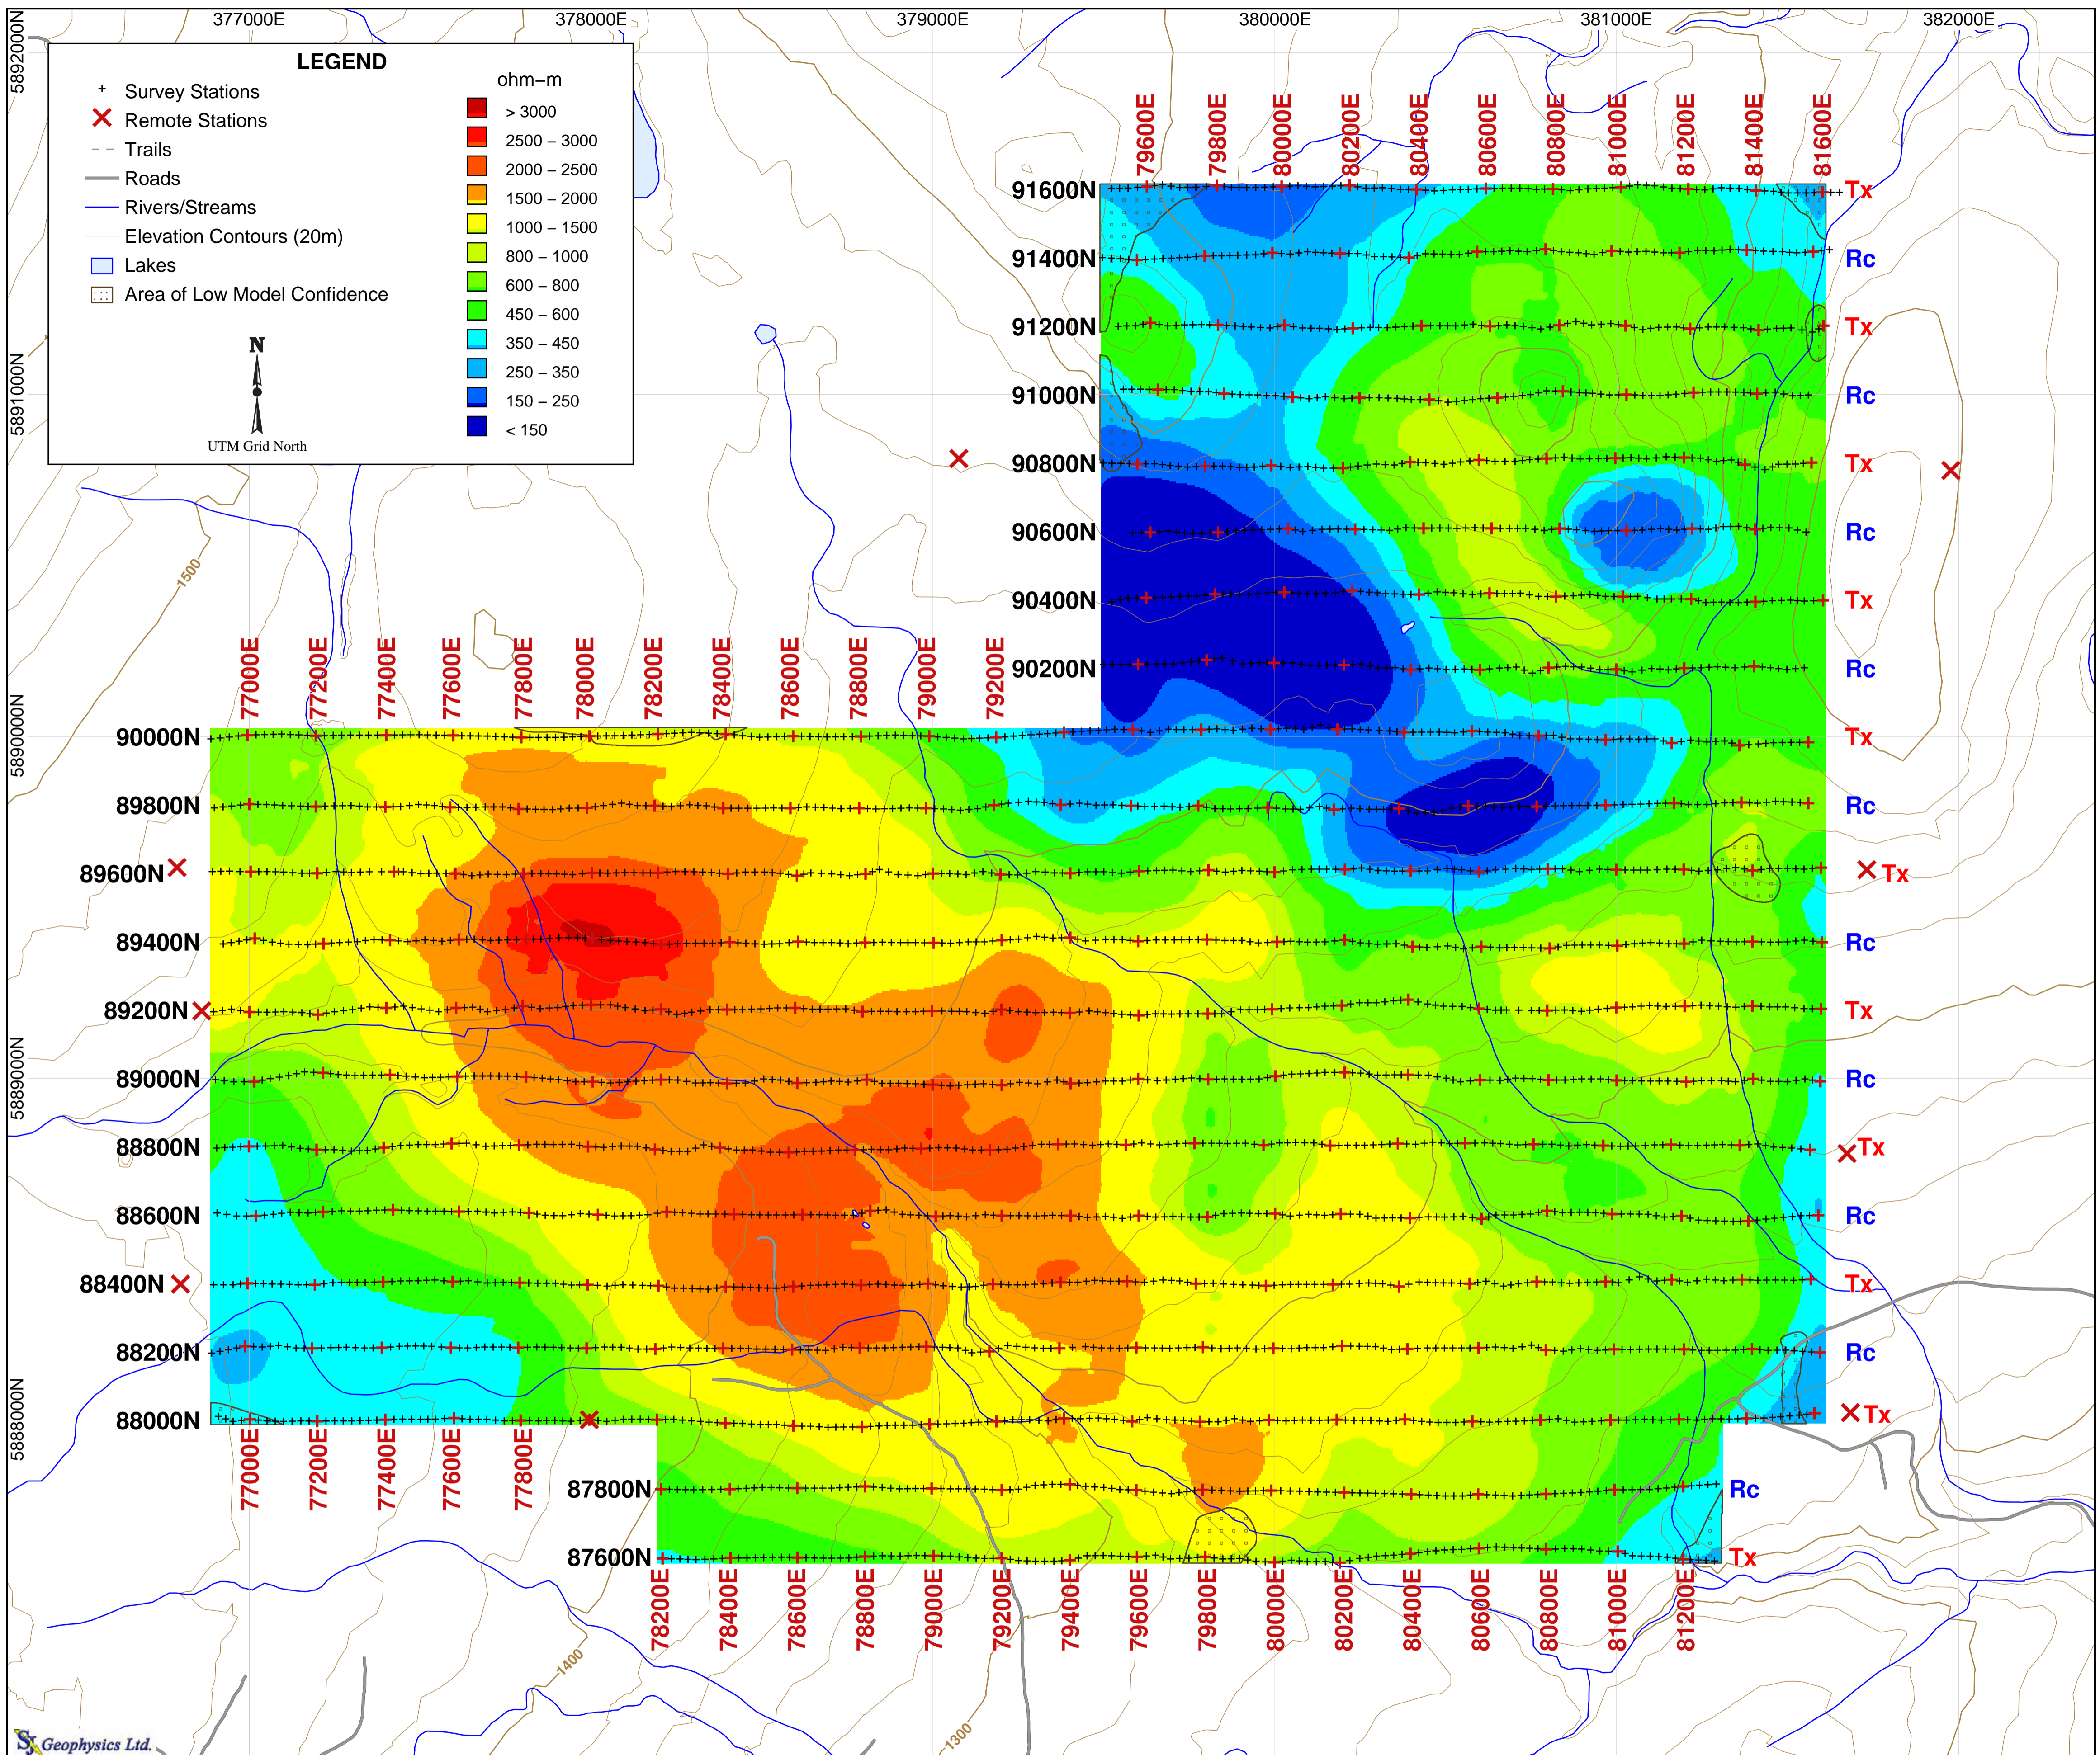 377000E 378000E 379000E 380000E 381000E 382000E
5892000N
5891000N
5890000N
5889000N
5888000N
LEGEND
Survey Stations
Remote Stations
Trails
Roads
Rivers/Streams
Elevation Contours (20m)
Lakes
Area of Low Model Confidence
N
UTM Grid North
ohm–m
> 3000
2500 – 3000
2000 – 2500
1500 – 2000
1000 – 1500
800 – 1000
600 – 800
450 – 600
350 – 450
250 – 350
150 – 250
< 150
79600E 79800E 80000E 80200E 80400E 80600E 80800E 81000E 81200E 81400E 81600E
91600N Tx
91400N Rc
91200N Tx
91000N Rc
90800N Tx
90600N Rc
90400N Tx
90200N Rc
1500
77000E 77200E 77400E 77600E 77800E 78000E 78200E 78400E 78600E 78800E 79000E 79200E
90000N Tx
89800N Rc
89600N Tx
89400N Rc
89200N Tx
89000N Rc
88800N Tx
88600N Rc
88400N Tx
88200N Rc
88000N Tx
77000E 77200E 77400E 77600E 77800E
87800N Rc
87600N Tx
78200E 78400E 78600E 78800E 79000E 79200E 79400E 79600E 79800E 80000E 80200E 80400E 80600E 80800E 81000E 81200E
1400
1300
SJ Geophysics Ltd.